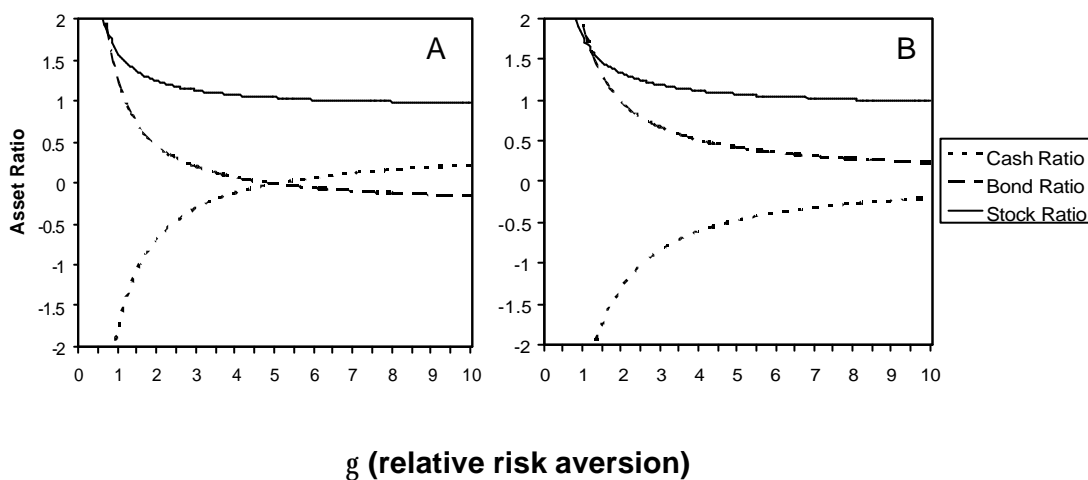 A
B
2
1.5
1
0.5
0
-0.5
-1
-1.5
-2
Asset Ratio
0 1 2 3 4 5 6 7 8 9 10
2
1.5
1
0.5
0
-0.5
-1
-1.5
-2
0 1 2 3 4 5 6 7 8 9 10
Cash Ratio
Bond Ratio
Stock Ratio
g (relative risk aversion)